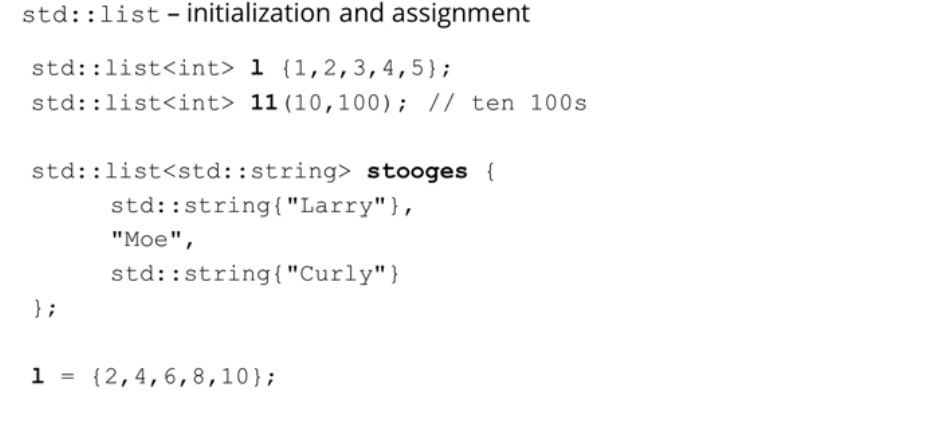 std::list – initialization and assignment
std::list<int> l {1,2,3,4,5};
std::list<int> l1(10,100); // ten 100s
std::list<std::string> stooges {
std::string{"Larry"},
"Moe",
std::string{"Curly"}
};
l = {2,4,6,8,10};